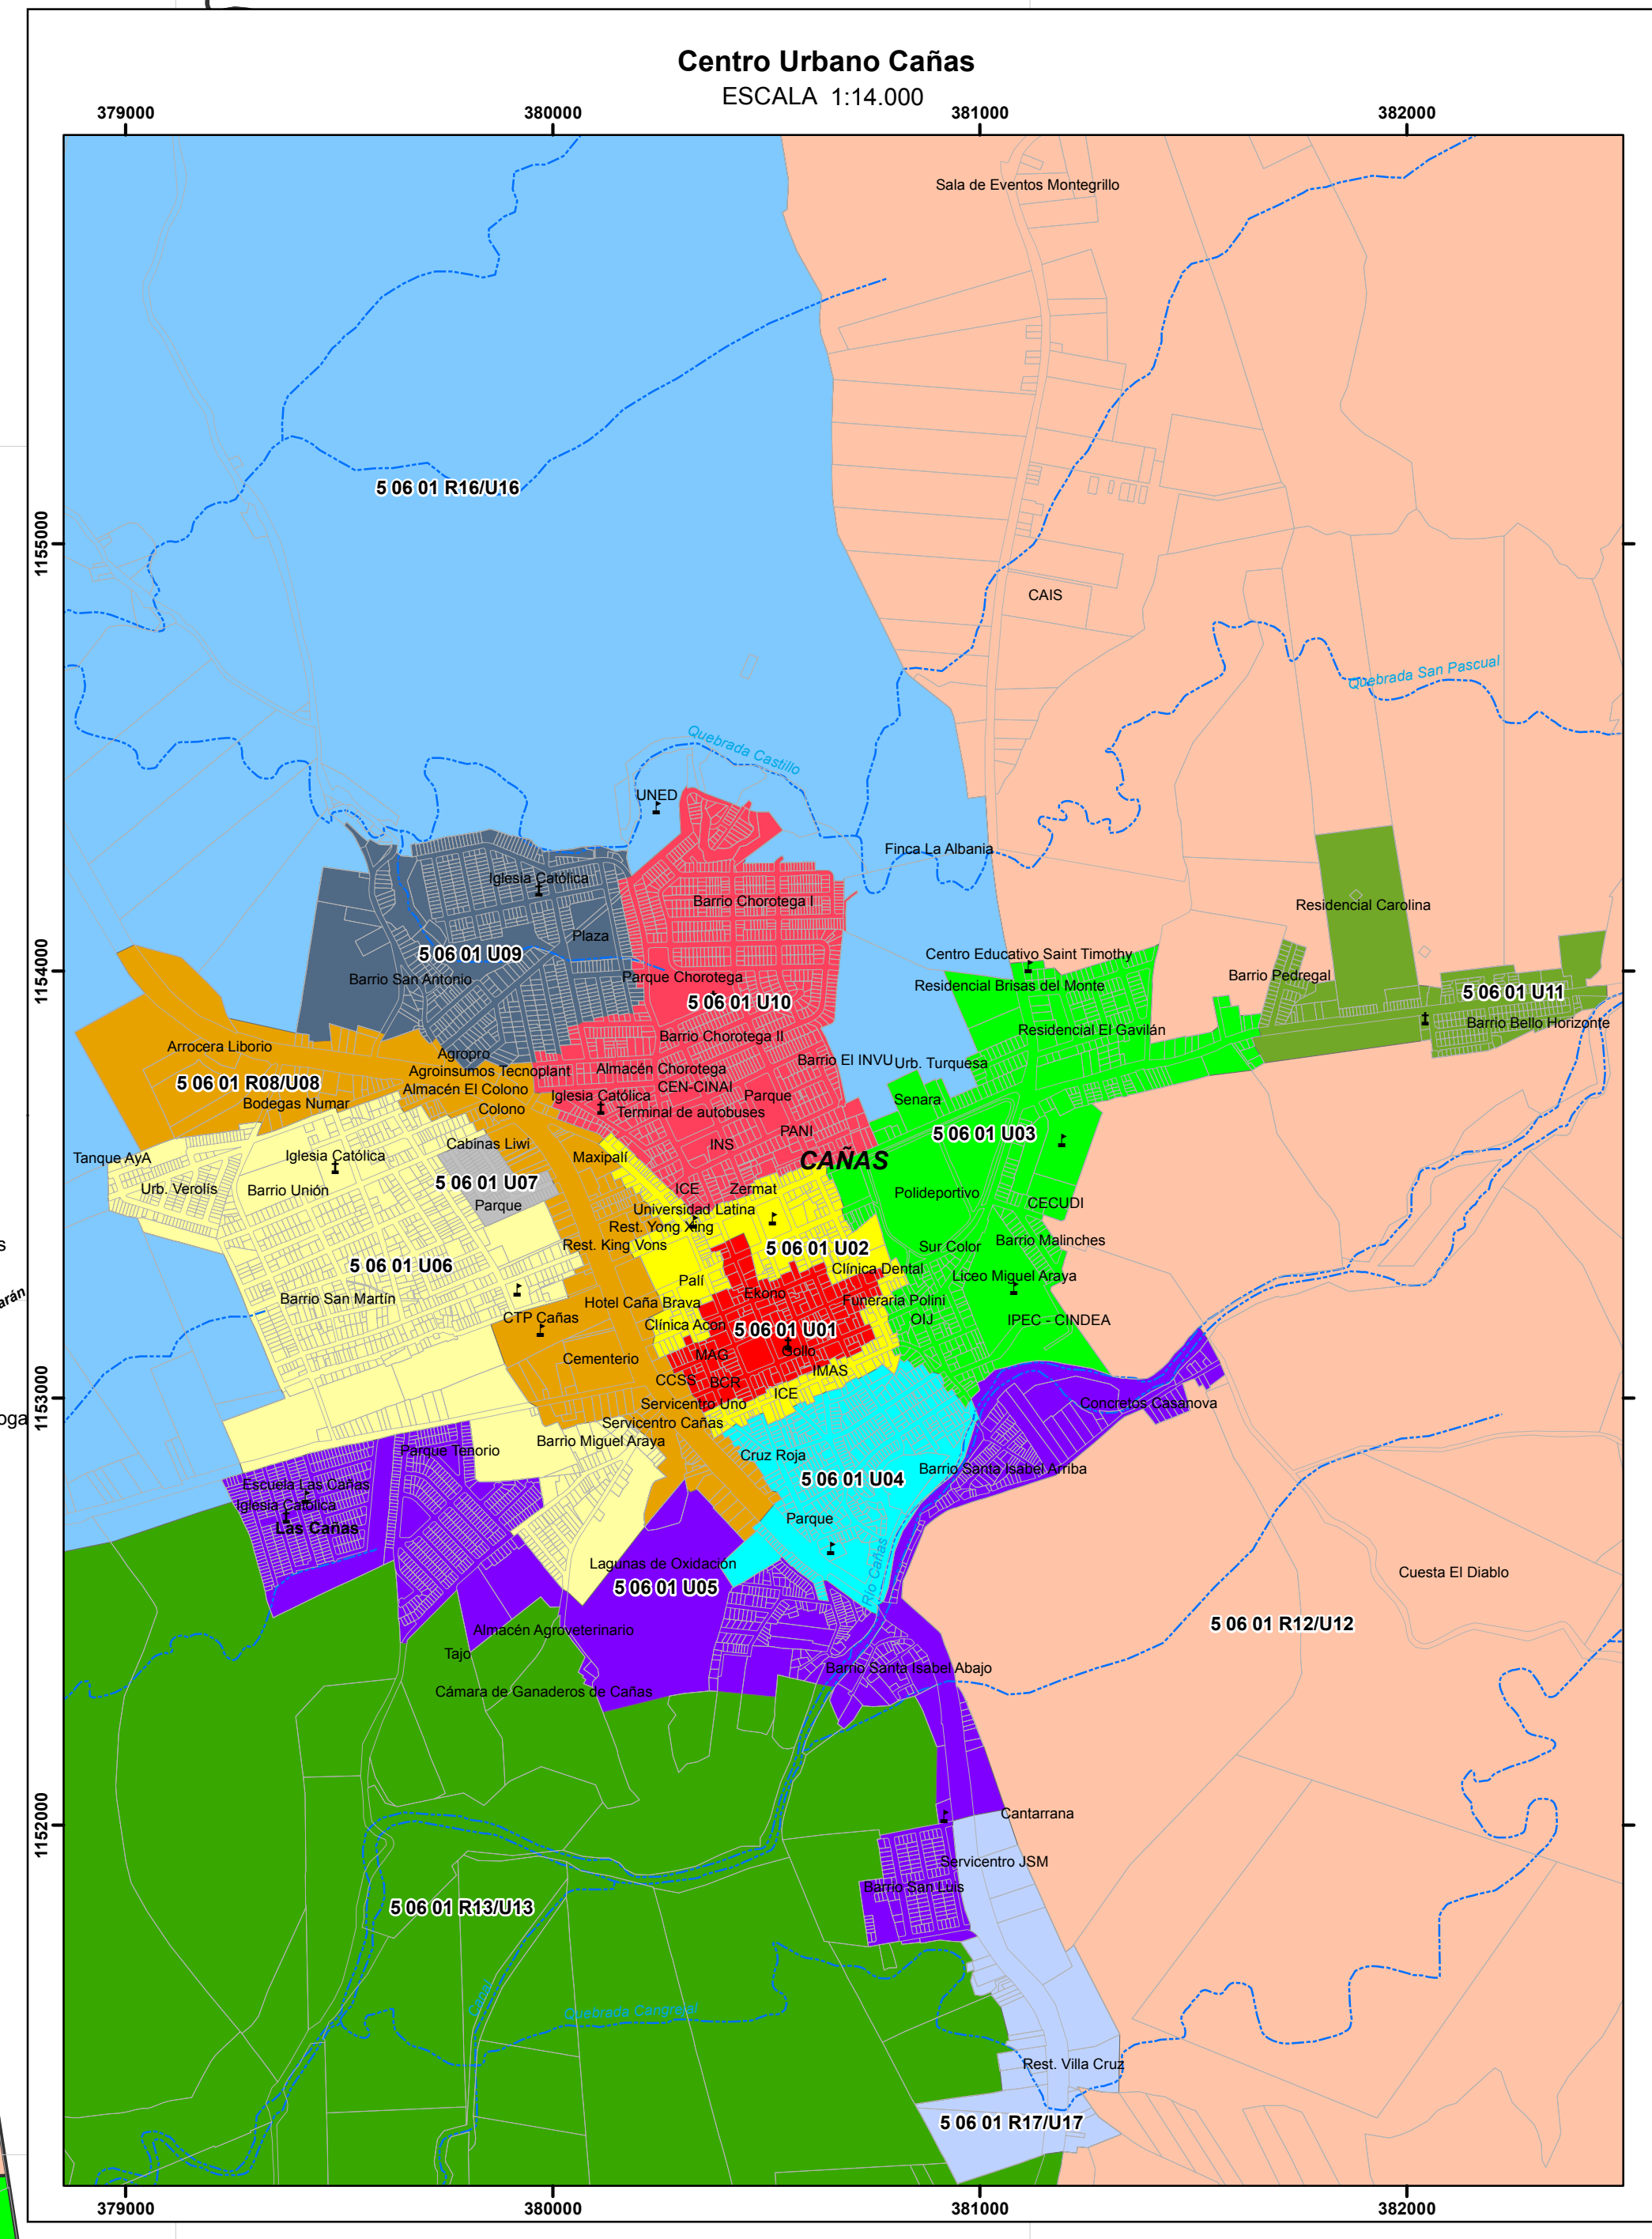 Centro Urbano Cañas
ESCALA 1:14.000
379000
380000
381000
382000
Sala de Eventos Montegrillo
5 06 01 R16/U16
1155000
CAIS
Quebrada San Pascual
Quebrada Castillo
UNED
Finca La Albania
Iglesia Católica
Barrio Chorotega I
Residencial Carolina
Plaza
5 06 01 U09
Centro Educativo Saint Timothy
1154000
Barrio San Antonio
Parque Chorotega
Residencial Brisas del Monte
Barrio Pedregal
5 06 01 U10
5 06 01 U11
Barrio Chorotega II
Residencial El Gavilán
Barrio Bello Horizonte
Arrocera Liborio
Agropro
Barrio El INVU
Urb. Turquesa
Agroinsumos Tecnoplant
Almacén Chorotega
5 06 01 R08/U08
Almacén El Colono
CEN-CINAI
Bodegas Numar
Colono
Iglesia Católica
Parque
Senara
Terminal de autobuses
PANI
5 06 01 U03
Cabinas Liwi
INS
Tanque AyA
Iglesia Católica
Maxipalí
CAÑAS
Urb. Verolís
Barrio Unión
5 06 01 U07
ICE
Zermat
Polideportivo
Parque
Universidad Latina
CECUDI
Rest. Yong Xing
Rest. King Vons
5 06 01 U02
Sur Color
Barrio Malinches
5 06 01 U06
Clínica Dental
Palí
Liceo Miguel Araya
Barrio San Martín
Hotel Caña Brava
Ekono
Funeraria Polini
CTP Cañas
Clínica Acon
5 06 01 U01
OIJ
IPEC - CINDEA
Cementerio
MAG
Gollo
IMAS
CCSS
BCR
ICE
1153000
Servicentro Uno
Concretos Casanova
Servicentro Cañas
Barrio Miguel Araya
Parque Tenorio
Cruz Roja
Barrio Santa Isabel Arriba
Escuela Las Cañas
5 06 01 U04
Iglesia Católica
Las Cañas
Parque
Lagunas de Oxidación
Río Cañas
5 06 01 U05
Cuesta El Diablo
Almacén Agroveterinario
5 06 01 R12/U12
Tajo
Barrio Santa Isabel Abajo
Cámara de Ganaderos de Cañas
1152000
Cantarrana
Servicentro JSM
Barrio San Luis
5 06 01 R13/U13
Canal
Quebrada Cangrejal
Rest. Villa Cruz
5 06 01 R17/U17
379000
380000
381000
382000